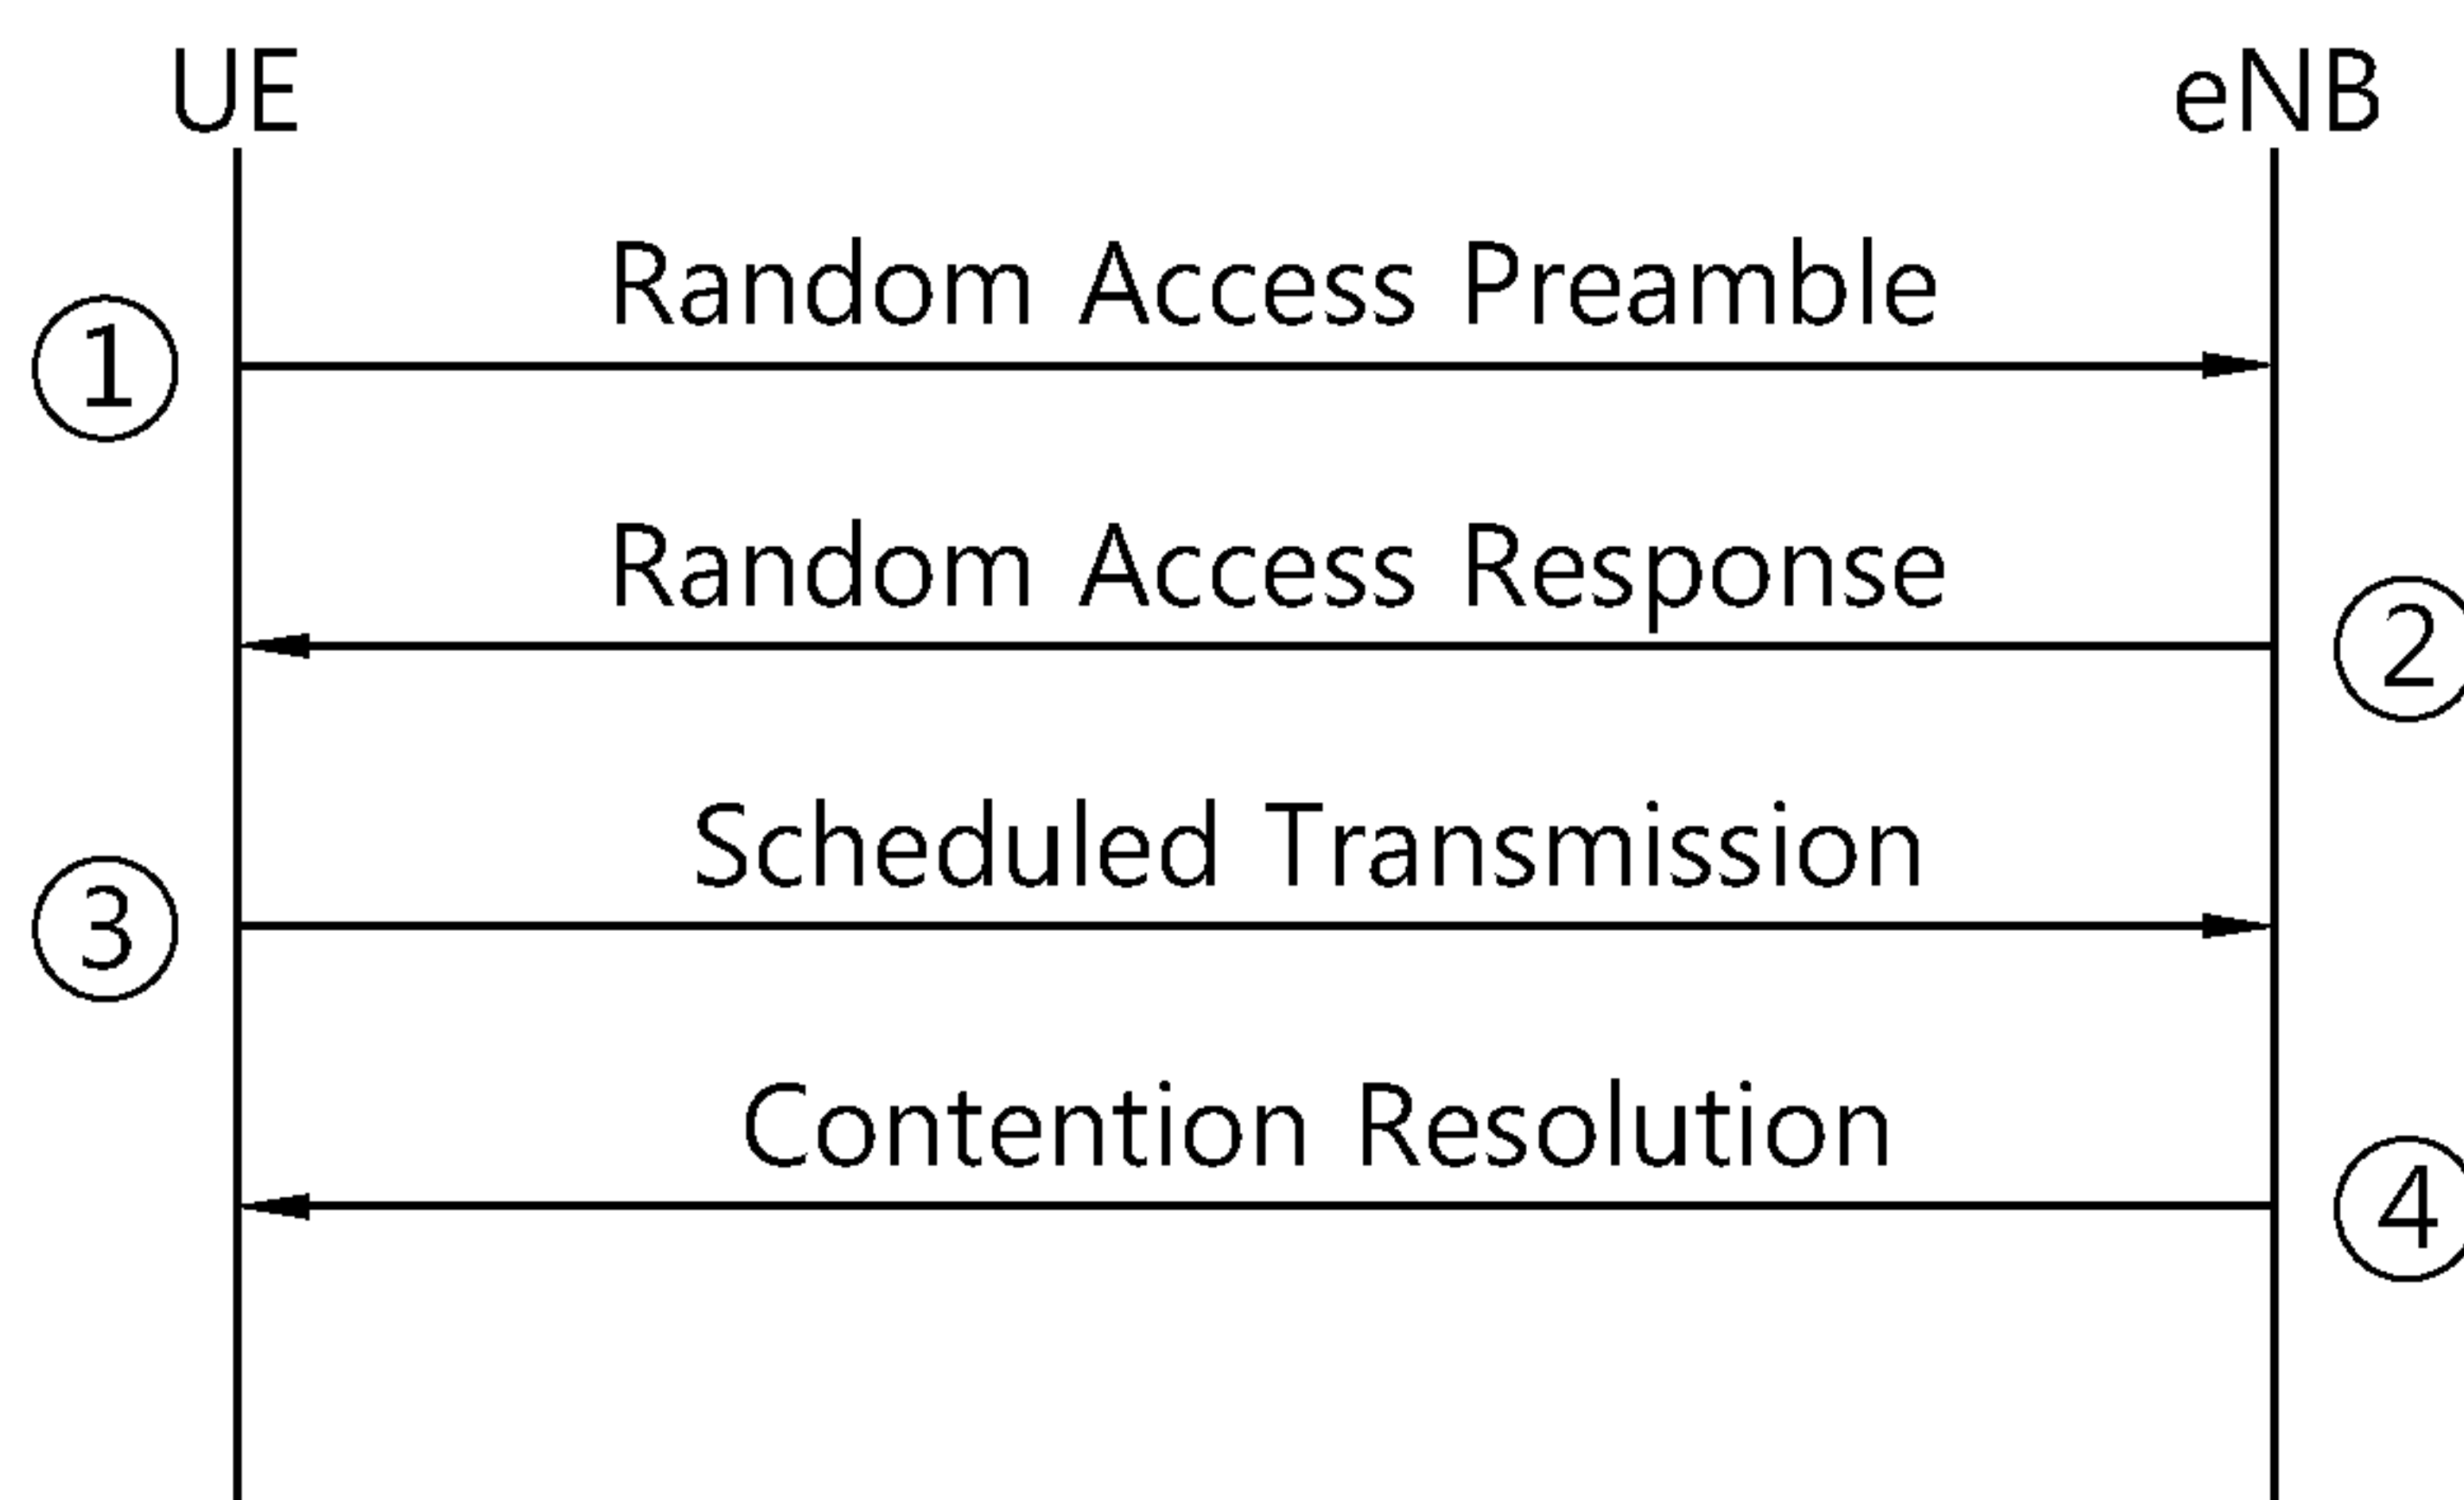 UE eNB
Random Access Preamble
①
Random Access Response
②
Scheduled Transmission
③
Contention Resolution
④